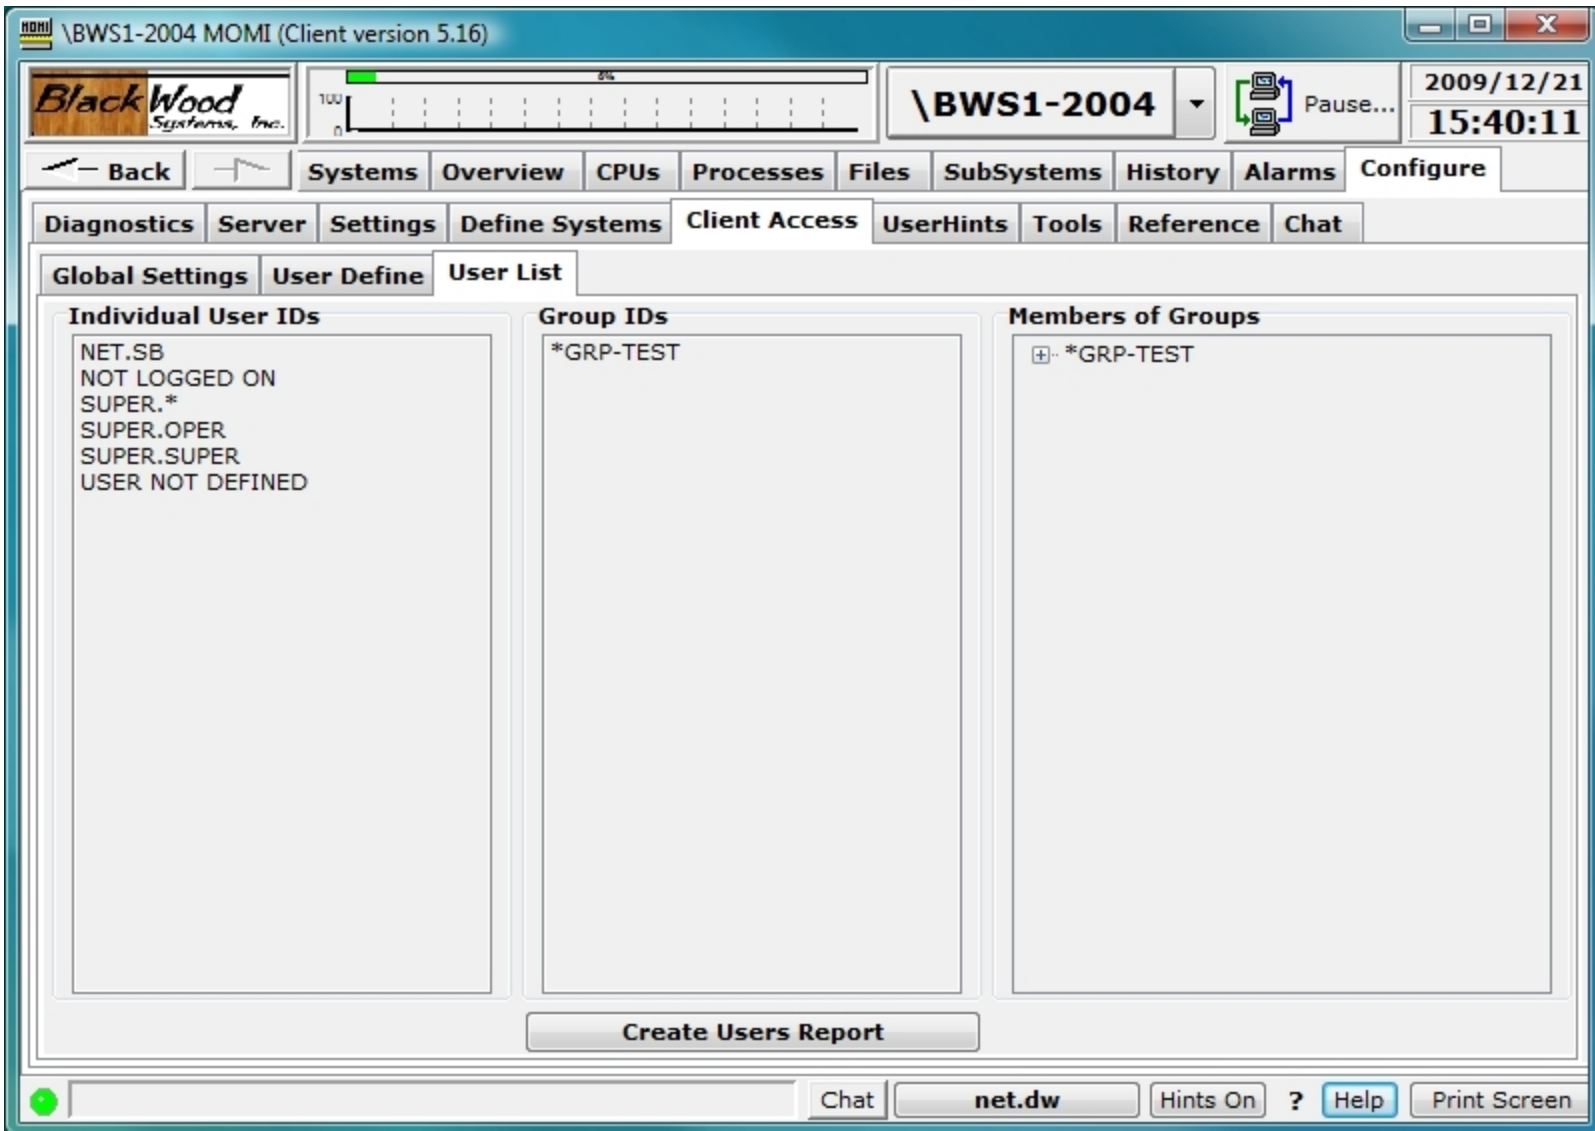 MOMI \BWS1-2004 MOMI (Client version 5.16)
BlackWood
Systems, Inc.
6%
100
0
\BWS1-2004
Pause...
2009/12/21
15:40:11
Back Systems Overview CPUs Processes Files SubSystems History Alarms Configure
Diagnostics Server Settings Define Systems Client Access UserHints Tools Reference Chat
Global Settings User Define User List
Individual User IDs
NET.SB
NOT LOGGED ON
SUPER.*
SUPER.OPER
SUPER.SUPER
USER NOT DEFINED
Group IDs
*GRP-TEST
Members of Groups
*GRP-TEST
Create Users Report
Chat net.dw Hints On ? Help Print Screen